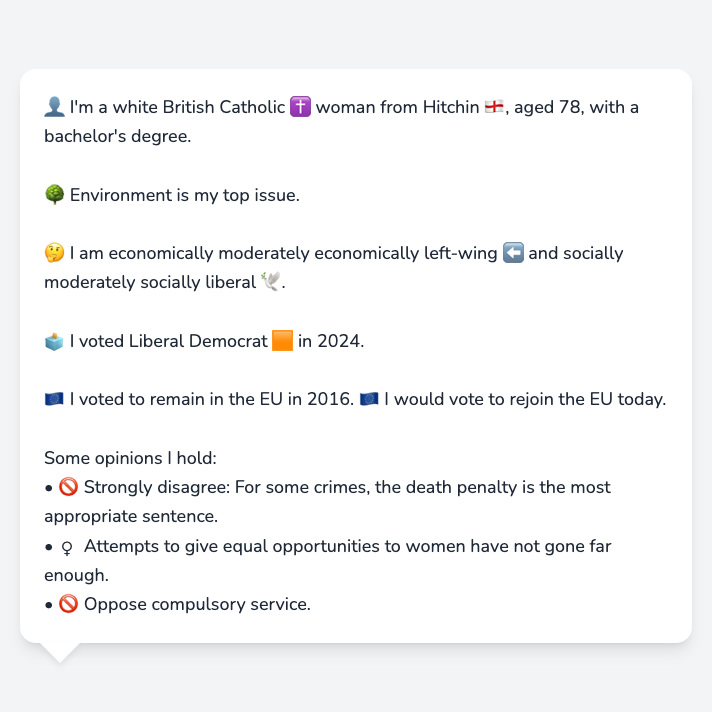 👤 I'm a white British Catholic ✝️ woman from Hitchin 🏴󠁧󠁢󠁥󠁮󠁧󠁿, aged 78, with a
bachelor's degree.
🌳 Environment is my top issue.
🤔 I am economically moderately economically left-wing ⬅️ and socially
moderately socially liberal 🕊️.
🗳️ I voted Liberal Democrat 🟧 in 2024.
🇪🇺 I voted to remain in the EU in 2016. 🇪🇺 I would vote to rejoin the EU today.
Some opinions I hold:
• 🚫 Strongly disagree: For some crimes, the death penalty is the most
appropriate sentence.
• ♀️ Attempts to give equal opportunities to women have not gone far
enough.
• 🚫 Oppose compulsory service.